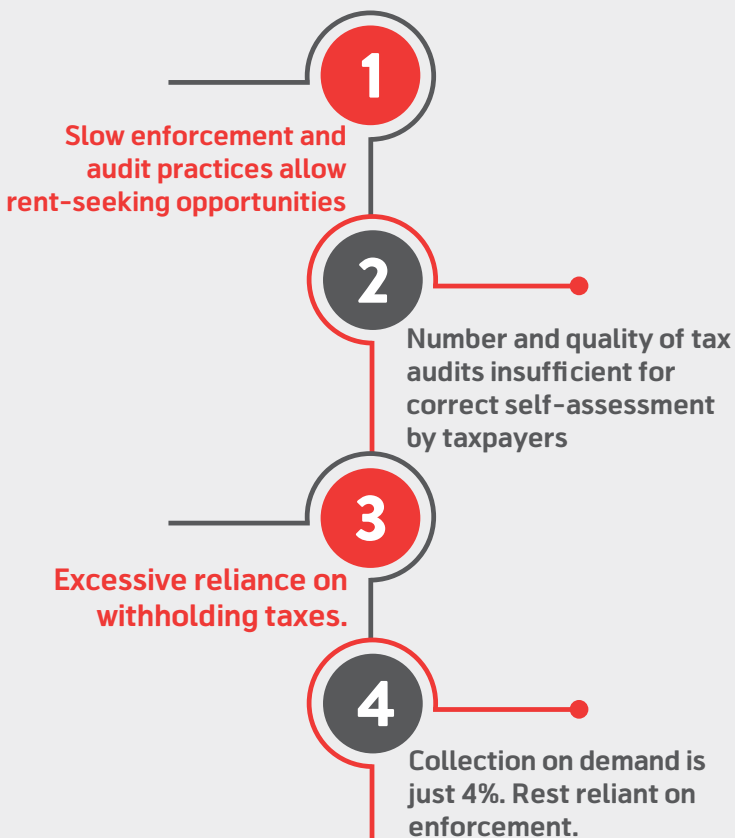 1
Slow enforcement and
audit practices allow
rent-seeking opportunities
2
Number and quality of tax
audits insufficient for
correct self-assessment
by taxpayers
3
Excessive reliance on
withholding taxes.
4
Collection on demand is
just 4%. Rest reliant on
enforcement.